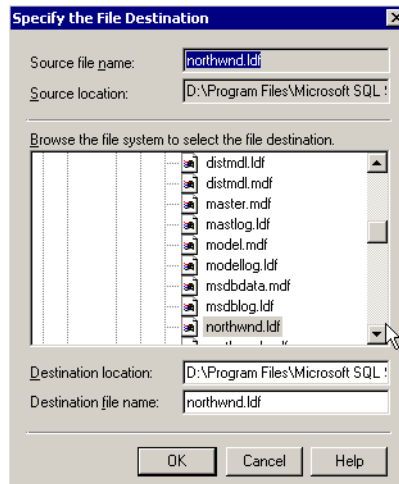 Specify the File Destination
Source file name: northwnd.ldf
Source location: D:\Program Files\Microsoft SQL
Browse the file system to select the file destination.
distmdl.ldf
distmdl.mdf
master.mdf
mastlog.ldf
model.mdf
modellog.ldf
msdbdata.mdf
msdblog.ldf
northwnd.ldf
Destination location: D:\Program Files\Microsoft SQL
Destination file name: northwnd.ldf
OK Cancel Help